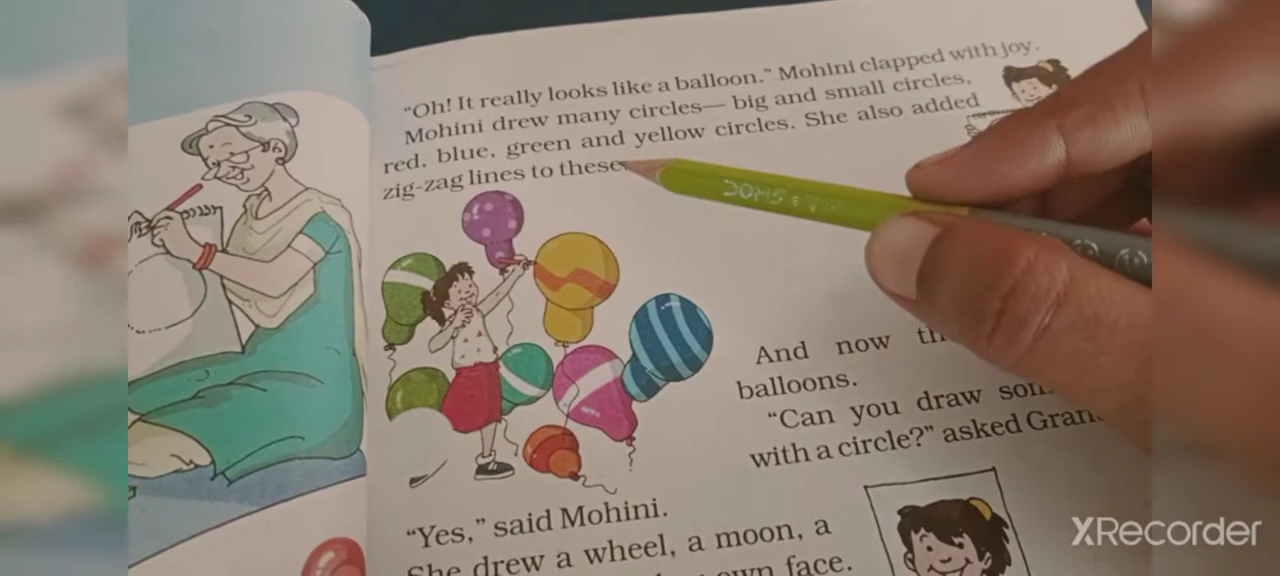 "Oh! It really looks like a balloon." Mohini clapped with joy.
Mohini drew many circles— big and small circles,
red, blue, green and yellow circles. She also added
zig-zag lines to these
And now
balloons.
"Can you draw
with a circle?" asked
"Yes," said Mohini.
She drew a wheel, a moon, a
own face.
DOMS
XRecorder